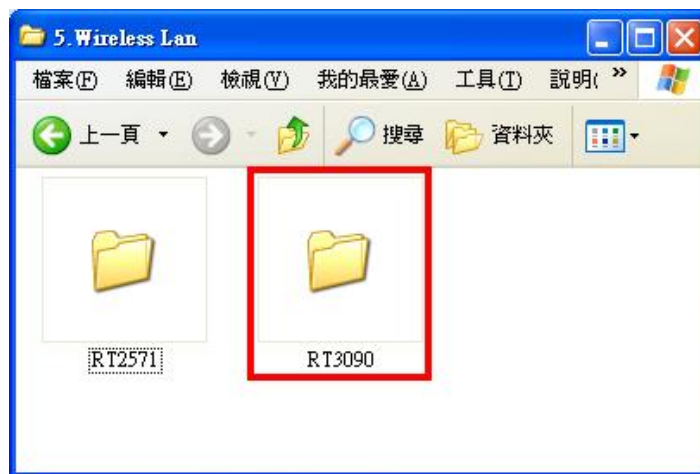 5.Wireless Lan
檔案(F) 編輯(E) 檢視(V) 我的最愛(A) 工具(T) 說明( »
上一頁 搜尋 資料夾
RT2571 RT3090